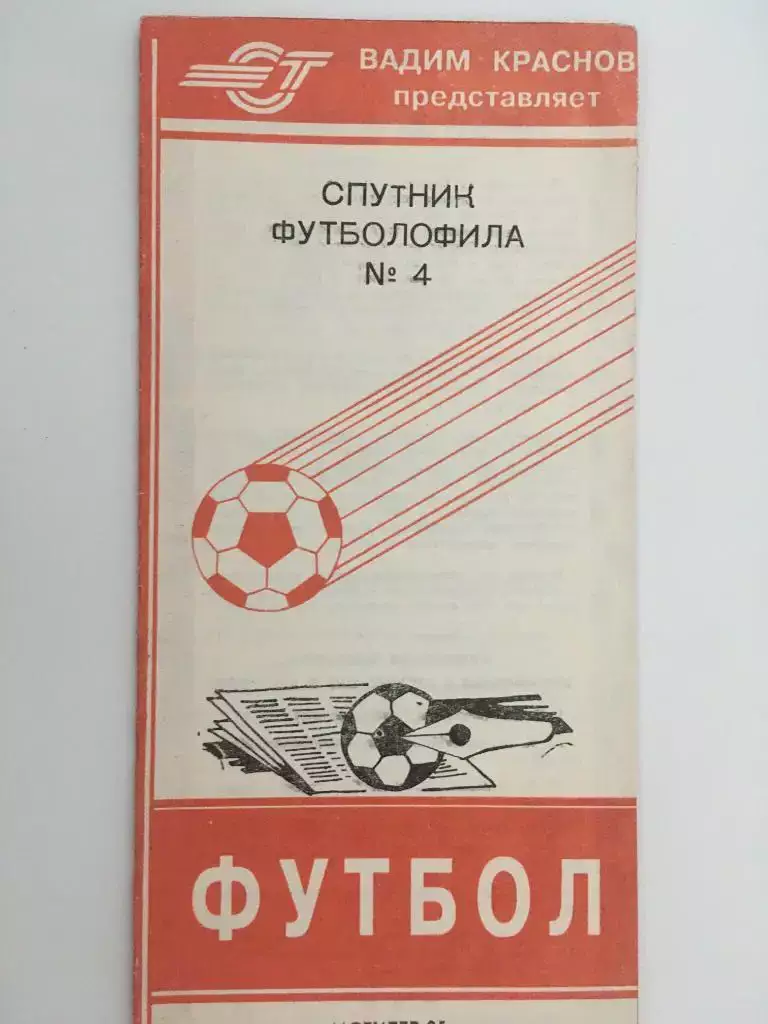 ВАДИМ КРАСНОВ
представляет
СПУТНИК
ФУТБОЛОФИЛА
№ 4
ФУТБОЛ